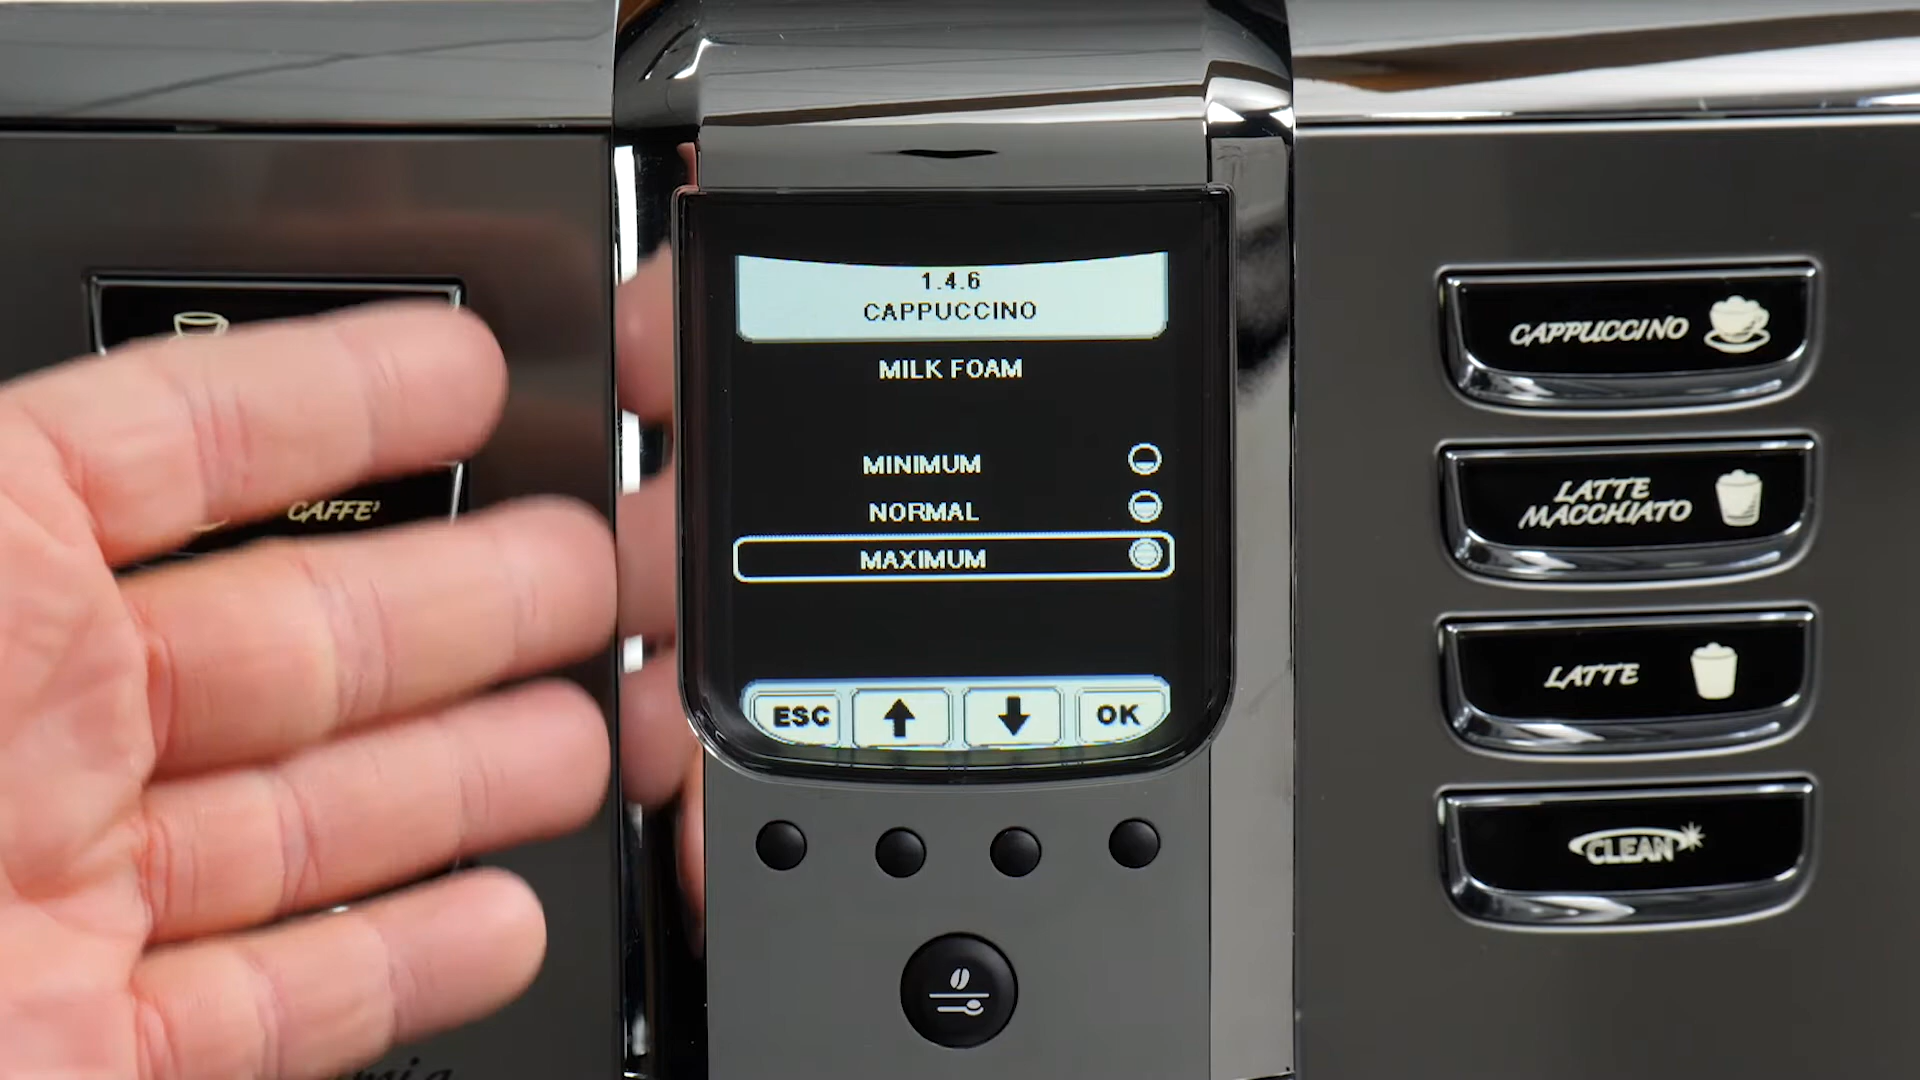 1.4.6
CAPPUCCINO
MILK FOAM
MINIMUM
NORMAL
MAXIMUM
ESC
OK
CAFFE'
CAPPUCCINO
LATTE
MACCHIATO
LATTE
CLEAN